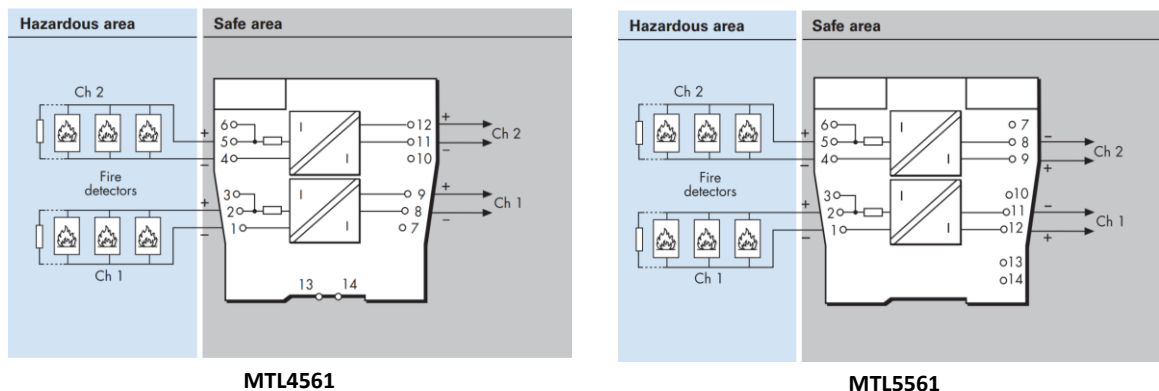 Hazardous area
Safe area
Ch 2
+
−
6
5
4
I
I
12
11
10
+
−
Ch 2
Fire
detectors
+
−
3
2
1
I
I
9
8
7
+
−
Ch 1
Ch 1
13 14
MTL4561
Hazardous area
Safe area
Ch 2
+
−
6
5
4
I
I
7
8
9
−
+
Ch 2
Fire
detectors
+
−
3
2
1
I
I
10
11
12
−
+
Ch 1
Ch 1
13
14
MTL5561